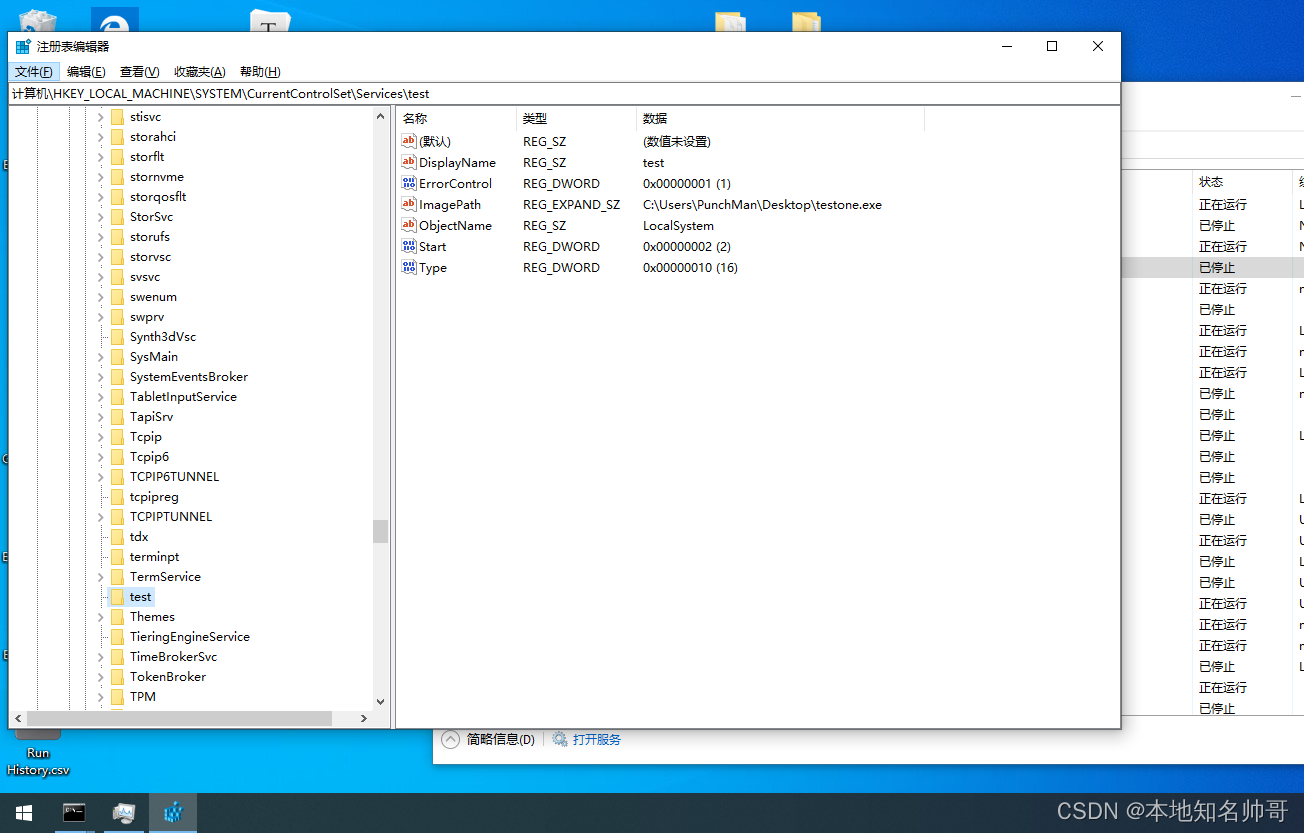 注册表编辑器
文件(F) 编辑(E) 查看(V) 收藏夹(A) 帮助(H)
计算机\HKEY_LOCAL_MACHINE\SYSTEM\CurrentControlSet\Services\test
stisvc
storahci
storflt
stornvme
storqosflt
StorSvc
storufs
storvsc
svsvc
swenum
swprv
Synth3dVsc
SysMain
SystemEventsBroker
TabletInputService
TapiSrv
Tcpip
Tcpip6
TCPIP6TUNNEL
tcpipreg
TCPIPTUNNEL
tdx
terminpt
TermService
test
Themes
TieringEngineService
TimeBrokerSvc
TokenBroker
TPM
名称 类型 数据
(默认) REG_SZ (数值未设置)
DisplayName REG_SZ test
ErrorControl REG_DWORD 0x00000001 (1)
ImagePath REG_EXPAND_SZ C:\Users\PunchMan\Desktop\testone.exe
ObjectName REG_SZ LocalSystem
Start REG_DWORD 0x00000002 (2)
Type REG_DWORD 0x00000010 (16)
状态
正在运行
已停止
正在运行
已停止
正在运行
已停止
正在运行
正在运行
正在运行
已停止
已停止
已停止
已停止
已停止
正在运行
已停止
正在运行
已停止
已停止
正在运行
正在运行
正在运行
已停止
正在运行
已停止
简略信息(D) 打开服务
Run
History.csv
CSDN @本地知名帅哥